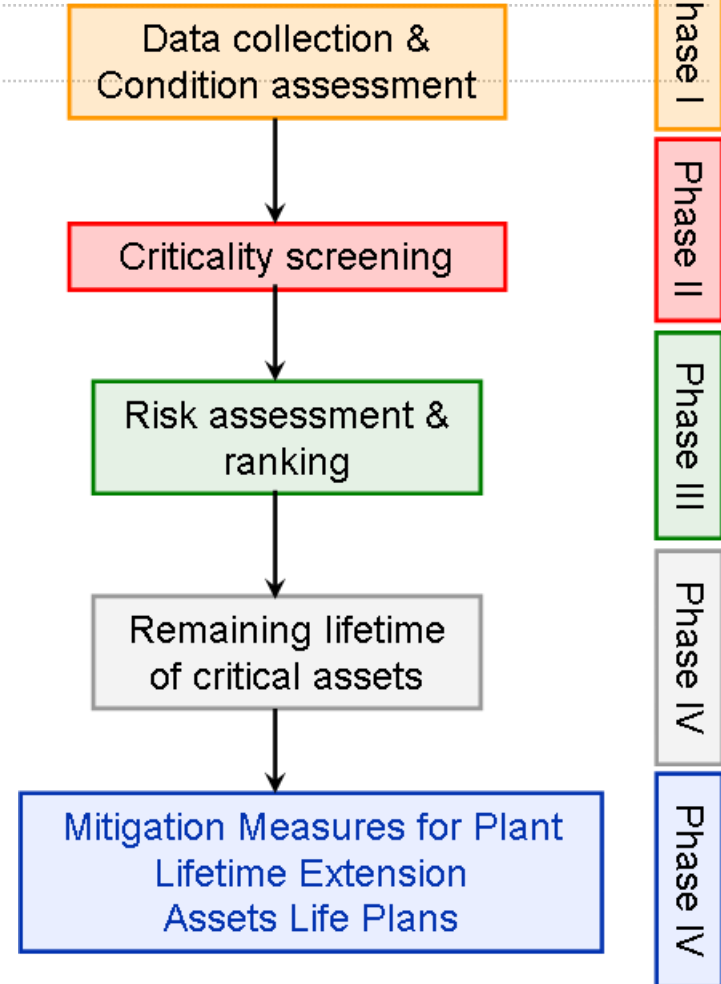 Data collection &
Condition assessment
hase I
Criticality screening
Phase II
Risk assessment &
ranking
Phase III
Remaining lifetime
of critical assets
Phase IV
Mitigation Measures for Plant
Lifetime Extension
Assets Life Plans
Phase IV